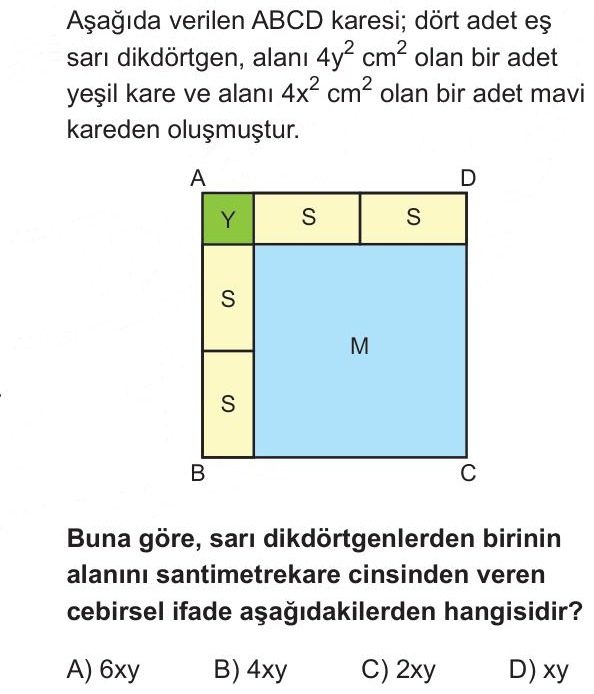 Aşağıda verilen ABCD karesi; dört adet eş
sarı dikdörtgen, alanı 4y² cm² olan bir adet
yeşil kare ve alanı 4x² cm² olan bir adet mavi
kareden oluşmuştur.
A D
Y S S
S
M
S
B C
Buna göre, sarı dikdörtgenlerden birinin
alanını santimetrekare cinsinden veren
cebirsel ifade aşağıdakilerden hangisidir?
A) 6xy B) 4xy C) 2xy D) xy